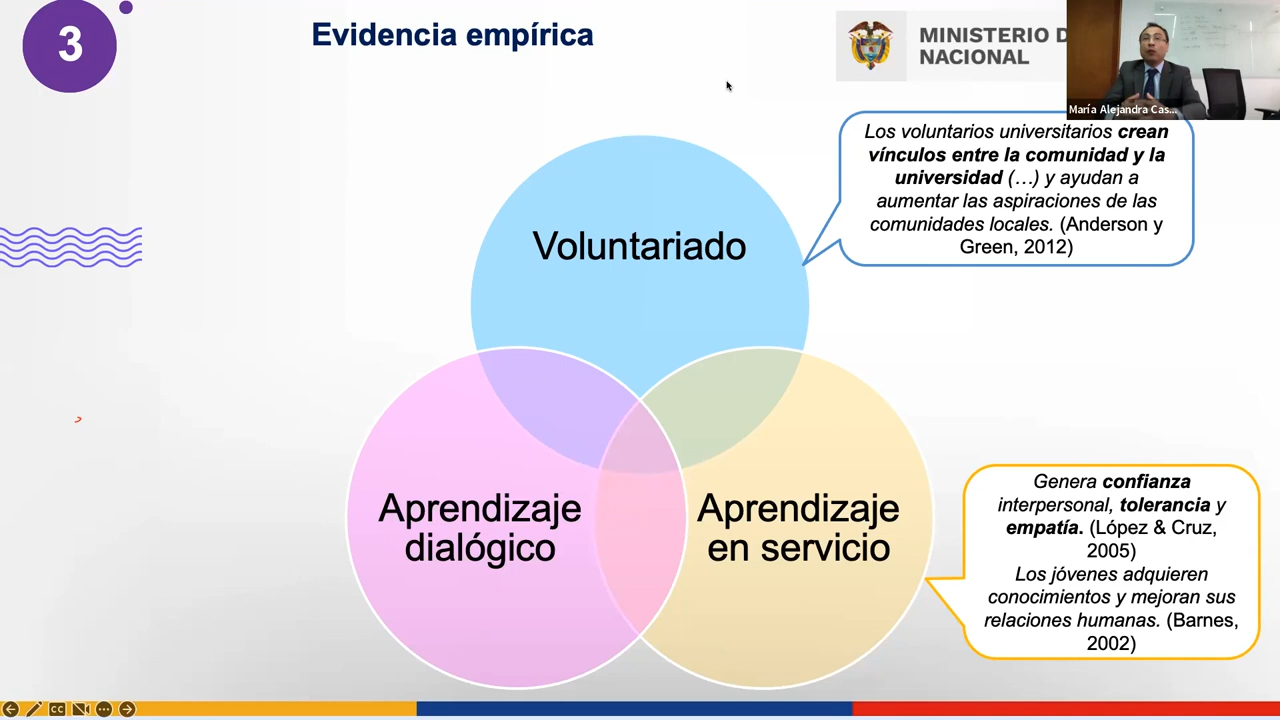 3
Evidencia empírica
MINISTERIO D
NACIONAL
María Alejandra Cas...
Los voluntarios universitarios crean
vínculos entre la comunidad y la
universidad (…) y ayudan a
aumentar las aspiraciones de las
comunidades locales. (Anderson y
Green, 2012)
Voluntariado
Aprendizaje
dialógico
Aprendizaje
en servicio
Genera confianza
interpersonal, tolerancia y
empatía. (López & Cruz,
2005)
Los jóvenes adquieren
conocimientos y mejoran sus
relaciones humanas. (Barnes,
2002)
CC